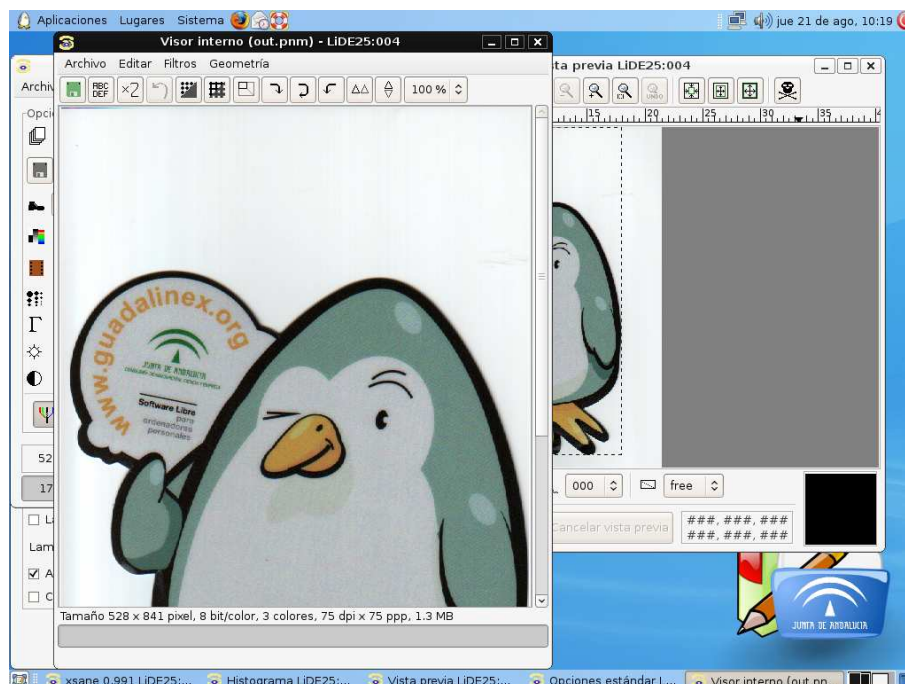 Aplicaciones Lugares Sistema jue 21 de ago, 10:19
Visor interno (out.pnm) - LiDE25:004
Archivo Editar Filtros Geometría
100 %
sta previa LiDE25:004
15 20 25 30 35
Archiv
Opci
www.guadalinex.org
JUNTA DE ANDALUCIA
Software Libre
para
ordenadores
personales
52
17
000 free
Cancelar vista previa
###, ###, ###
###, ###, ###
Lam
A
C
Tamaño 528 x 841 pixel, 8 bit/color, 3 colores, 75 dpi x 75 ppp, 1.3 MB
JUNTA DE ANDALUCIA
xsane 0.991 LiDE25:... Histograma LiDE25:... Vista previa LiDE25:... Opciones estándar L... Visor interno (out.pn...